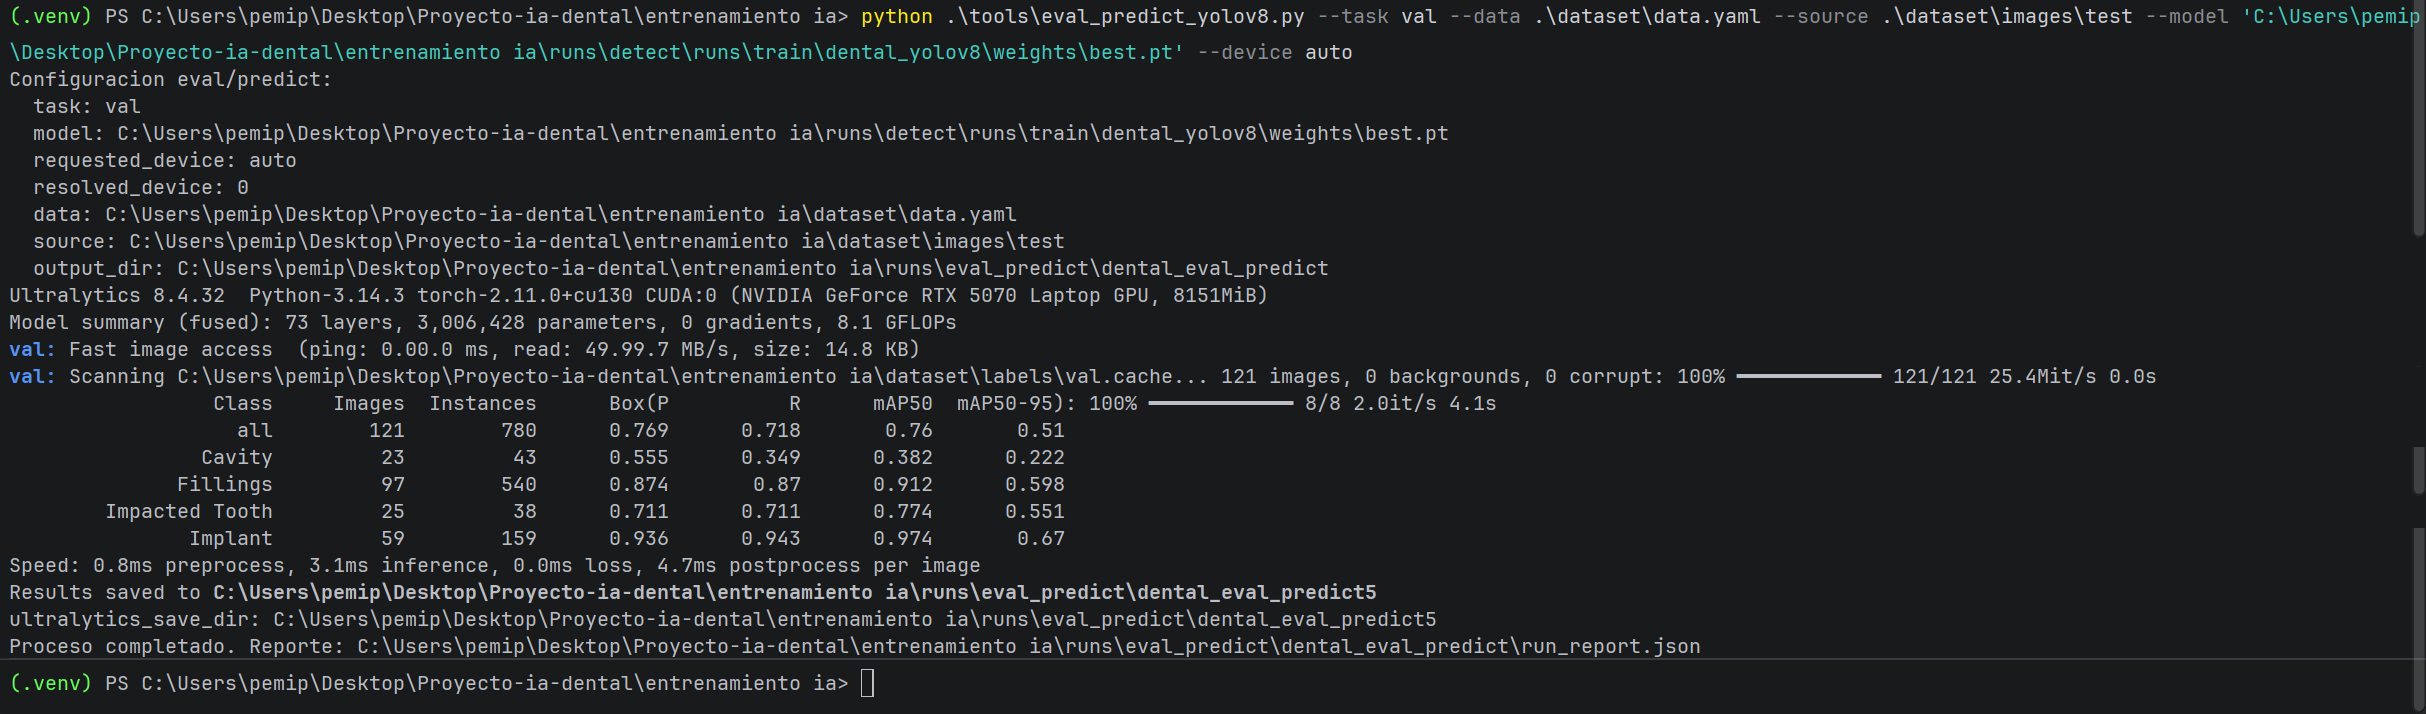 (.venv) PS C:\Users\pemip\Desktop\Proyecto-ia-dental\entrenamiento ia> python .\tools\eval_predict_yolov8.py --task val --data .\dataset\data.yaml --source .\dataset\images\test --model 'C:\Users\pemip
\Desktop\Proyecto-ia-dental\entrenamiento ia\runs\detect\runs\train\dental_yolov8\weights\best.pt' --device auto
Configuracion eval/predict:
  task: val
  model: C:\Users\pemip\Desktop\Proyecto-ia-dental\entrenamiento ia\runs\detect\runs\train\dental_yolov8\weights\best.pt
  requested_device: auto
  resolved_device: 0
  data: C:\Users\pemip\Desktop\Proyecto-ia-dental\entrenamiento ia\dataset\data.yaml
  source: C:\Users\pemip\Desktop\Proyecto-ia-dental\entrenamiento ia\dataset\images\test
  output_dir: C:\Users\pemip\Desktop\Proyecto-ia-dental\entrenamiento ia\runs\eval_predict\dental_eval_predict
Ultralytics 8.4.32  Python-3.14.3 torch-2.11.0+cu130 CUDA:0 (NVIDIA GeForce RTX 5070 Laptop GPU, 8151MiB)
Model summary (fused): 73 layers, 3,006,428 parameters, 0 gradients, 8.1 GFLOPs
val: Fast image access  (ping: 0.00.0 ms, read: 49.99.7 MB/s, size: 14.8 KB)
val: Scanning C:\Users\pemip\Desktop\Proyecto-ia-dental\entrenamiento ia\dataset\labels\val.cache... 121 images, 0 backgrounds, 0 corrupt: 100% ━━━━━━━━━━━━ 121/121 25.4Mit/s 0.0s
                 Class     Images  Instances      Box(P          R      mAP50  mAP50-95): 100% ━━━━━━━━━━━━ 8/8 2.0it/s 4.1s
                   all        121        780      0.769      0.718       0.76       0.51
                Cavity         23         43      0.555      0.349      0.382      0.222
              Fillings         97        540      0.874       0.87      0.912      0.598
        Impacted Tooth         25         38      0.711      0.711      0.774      0.551
               Implant         59        159      0.936      0.943      0.974       0.67
Speed: 0.8ms preprocess, 3.1ms inference, 0.0ms loss, 4.7ms postprocess per image
Results saved to C:\Users\pemip\Desktop\Proyecto-ia-dental\entrenamiento ia\runs\eval_predict\dental_eval_predict5
ultralytics_save_dir: C:\Users\pemip\Desktop\Proyecto-ia-dental\entrenamiento ia\runs\eval_predict\dental_eval_predict5
Proceso completado. Reporte: C:\Users\pemip\Desktop\Proyecto-ia-dental\entrenamiento ia\runs\eval_predict\dental_eval_predict\run_report.json
(.venv) PS C:\Users\pemip\Desktop\Proyecto-ia-dental\entrenamiento ia>